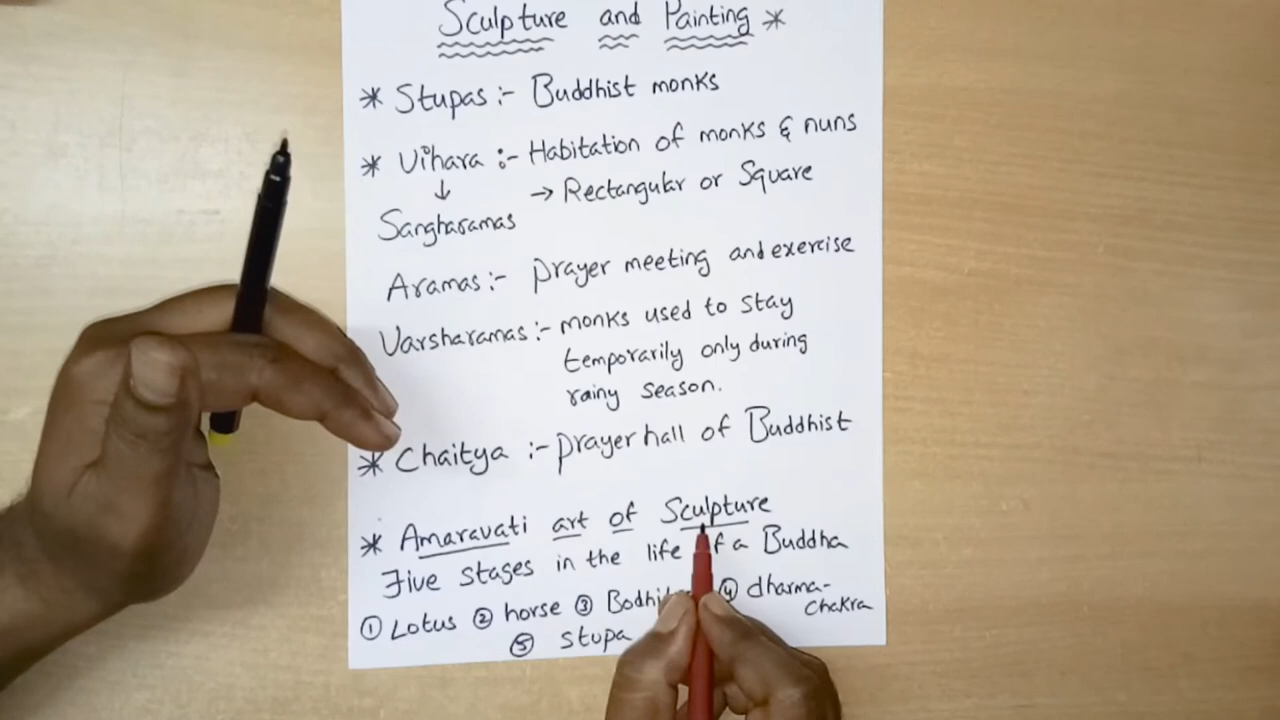 Sculpture and Painting *
* Stupas :- Buddhist monks
* Vihara :- Habitation of monks & nuns
↓ → Rectangular or Square
Sangharamas
Aramas :- prayer meeting and exercise
Varsharamas :- monks used to stay
temporarily only during
rainy season.
* Chaitya :- prayer hall of Buddhist
* Amaravati art of Sculpture
Five stages in the life of a Buddha
① Lotus ② horse ③ ④ dharma-
chakra
⑤ stupa